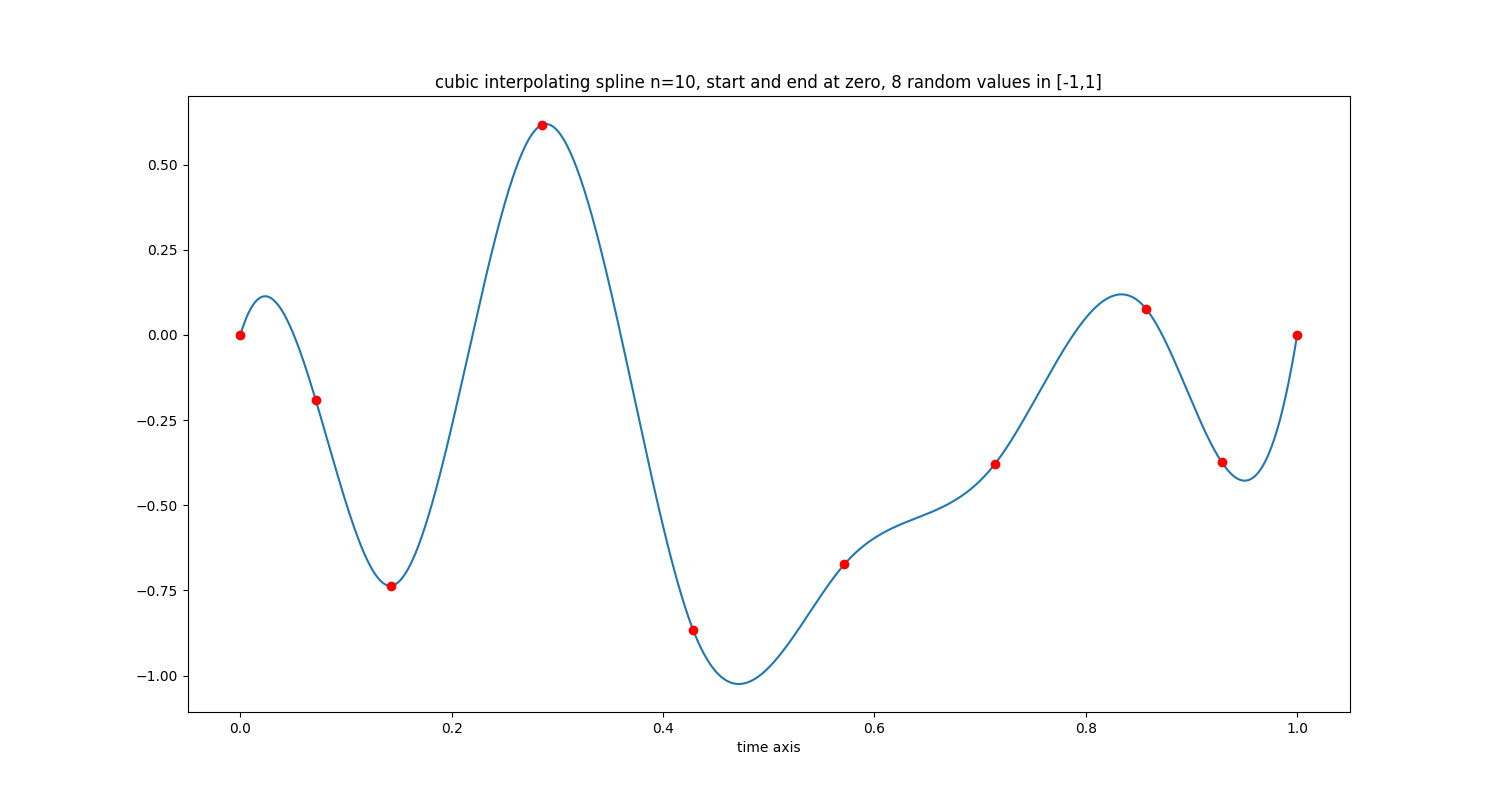 cubic interpolating spline n=10, start and end at zero, 8 random values in [-1,1]
0.50
0.25
0.00
−0.25
−0.50
−0.75
−1.00
0.0 0.2 0.4 0.6 0.8 1.0
time axis